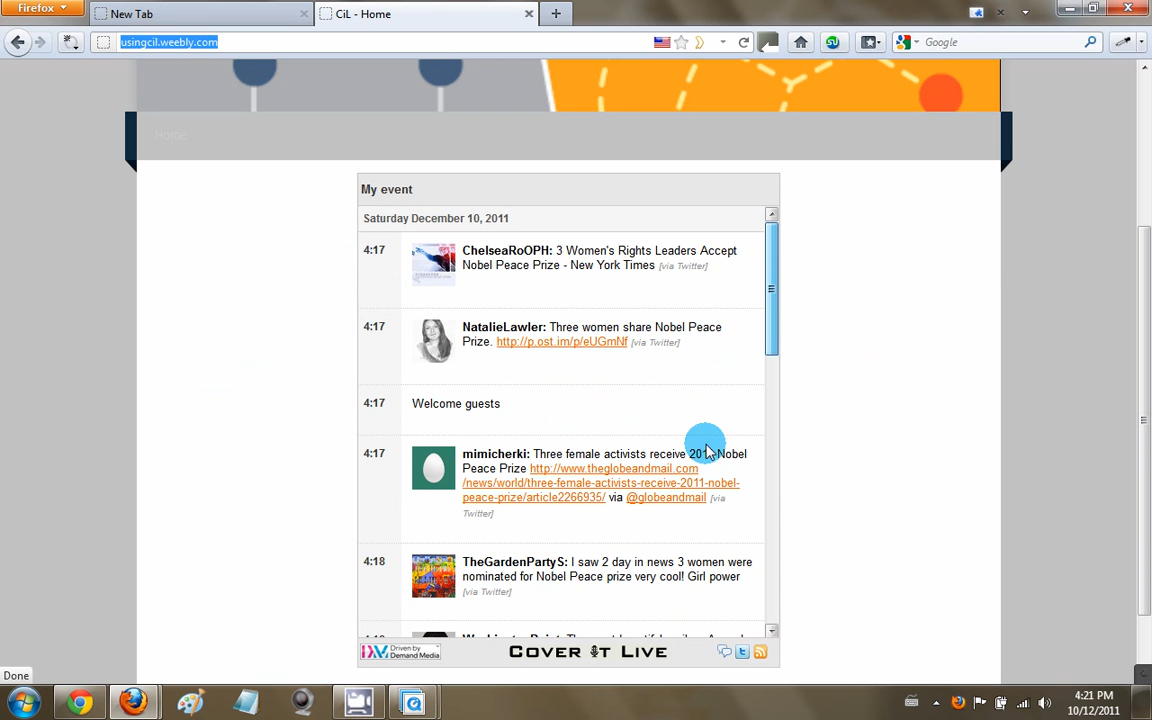 Firefox
New Tab
CiL - Home
usingcil.weebly.com
Google
Home
My event
Saturday December 10, 2011
4:17
ChelseaRoOPH: 3 Women's Rights Leaders Accept
Nobel Peace Prize - New York Times [via Twitter]
4:17
NatalieLawler: Three women share Nobel Peace
Prize. http://p.ost.im/p/eUGmNf [via Twitter]
4:17
Welcome guests
4:17
mimicherki: Three female activists receive 2011 Nobel
Peace Prize http://www.theglobeandmail.com
/news/world/three-female-activists-receive-2011-nobel-
peace-prize/article2266935/ via @globeandmail [via
Twitter]
4:18
TheGardenPartyS: I saw 2 day in news 3 women were
nominated for Nobel Peace prize very cool! Girl power
[via Twitter]
Driven by
Demand Media
COVER IT LIVE
Done
4:21 PM
10/12/2011